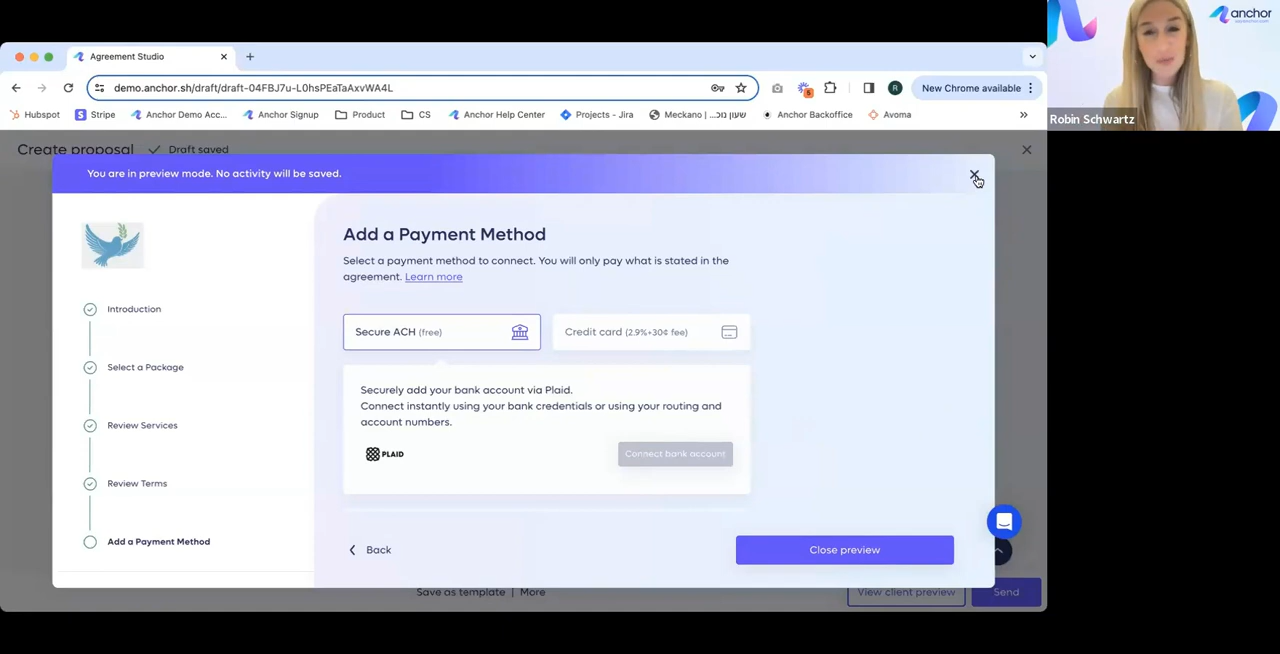 Agreement Studio
demo.anchor.sh/draft/draft-04FBJ7u-L0hsPEaTaAxvWA4L
5
R
New Chrome available
Hubspot
Stripe
Anchor Demo Acc...
Anchor Signup
Product
CS
Anchor Help Center
Projects - Jira
Meckano | שעון נוכ...
Anchor Backoffice
Avoma
anchor
Robin Schwartz
Create proposal
Draft saved
You are in preview mode. No activity will be saved.
Introduction
Select a Package
Review Services
Review Terms
Add a Payment Method
Add a Payment Method
Select a payment method to connect. You will only pay what is stated in the
agreement. Learn more
Secure ACH (free)
Credit card (2.9%+30¢ fee)
Securely add your bank account via Plaid.
Connect instantly using your bank credentials or using your routing and
account numbers.
PLAID
Connect bank account
Back
Close preview
Save as template | More
View client preview
Send